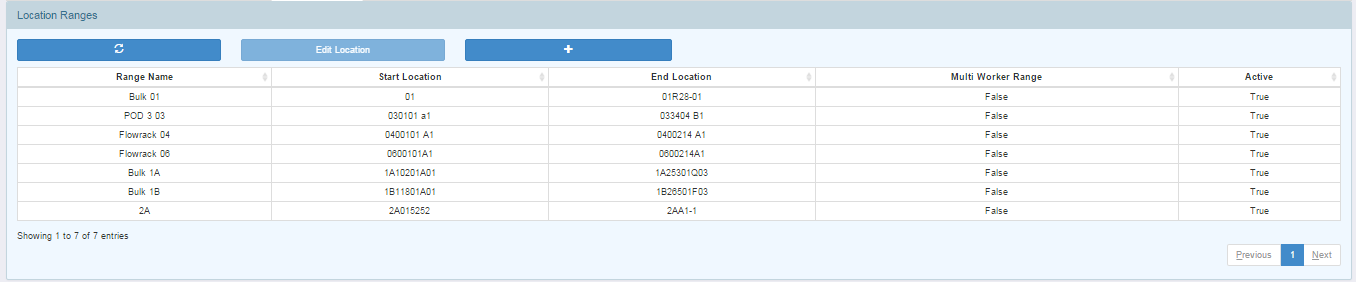 Location Ranges
Edit Location
Range Name Start Location End Location Multi Worker Range Active
Bulk 01 01 01R28-01 False True
POD 3 03 030101 a1 033404 B1 False True
Flowrack 04 0400101 A1 0400214 A1 False True
Flowrack 06 0600101A1 0600214A1 False True
Bulk 1A 1A10201A01 1A25301Q03 False True
Bulk 1B 1B11801A01 1B26501F03 False True
2A 2A015252 2AA1-1 False True
Showing 1 to 7 of 7 entries
Previous 1 Next